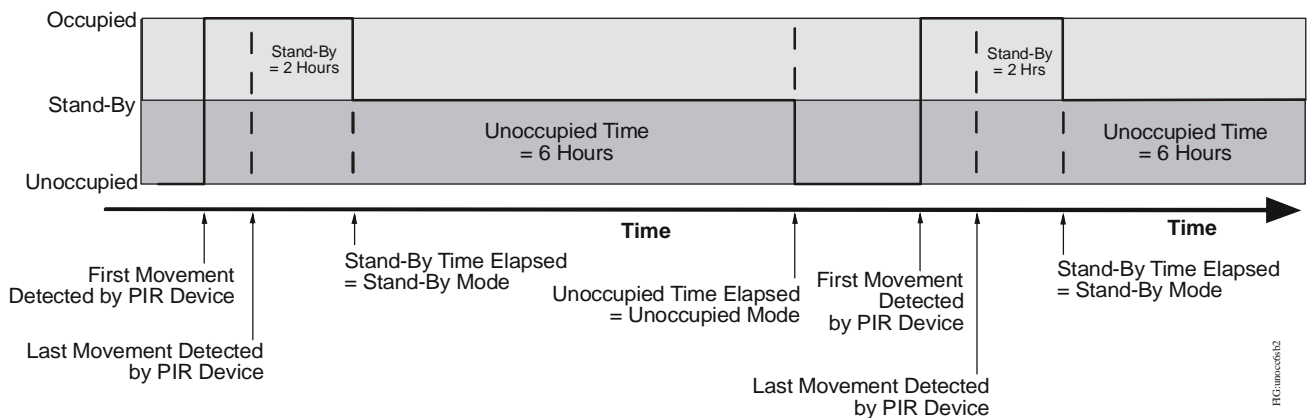 Occupied
Stand-By
= 2 Hours
Stand-By
= 2 Hrs
Stand-By
Unoccupied Time
= 6 Hours
Unoccupied Time
= 6 Hours
Unoccupied
Time
Time
First Movement
Detected by PIR Device
Stand-By Time Elapsed
= Stand-By Mode
Unoccupied Time Elapsed
= Unoccupied Mode
First Movement
Detected
by PIR Device
Stand-By Time Elapsed
= Stand-By Mode
Last Movement Detected
by PIR Device
Last Movement Detected
by PIR Device
FIG:unocc6sb2